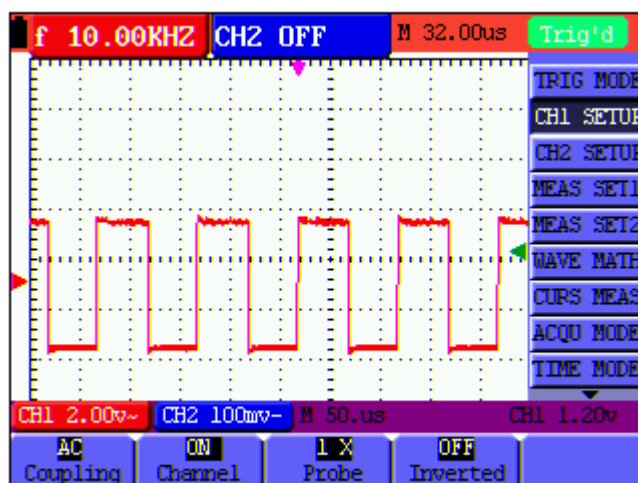 f 10.00KHZ CH2 OFF M 32.00us Trig'd
TRIG MODE
CH1 SETUP
CH2 SETUP
MEAS SET1
MEAS SET2
WAVE MATH
CURS MEAS
ACQU MODE
TIME MODE
CH1 2.00v~ CH2 100mv- M 50.us CH1 1.20v
AC ON 1 X OFF
Coupling Channel Probe Inverted